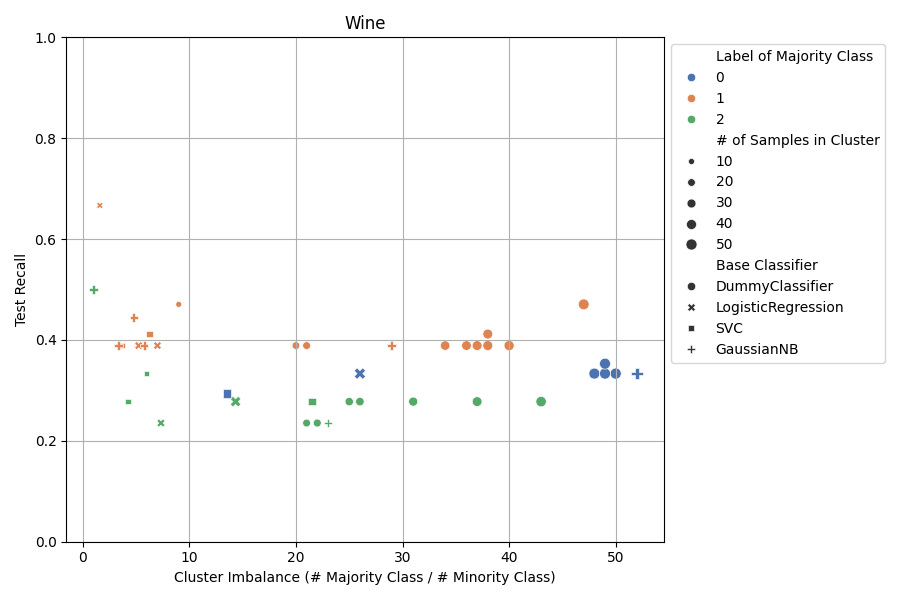 Wine
1.0
0.8
0.6
0.4
0.2
0.0
Test Recall
0 10 20 30 40 50
Cluster Imbalance (# Majority Class / # Minority Class)
Label of Majority Class
0
1
2
# of Samples in Cluster
10
20
30
40
50
Base Classifier
DummyClassifier
LogisticRegression
SVC
GaussianNB